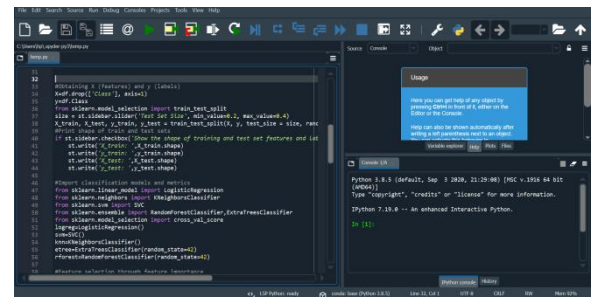 File Edit Search Source Run Debug Consoles Projects Tools View Help
temp.py
Source Console Object
31
32
33 #Obtaining X (features) and y (labels)
34 X=df.drop(['Class'], axis=1)
35 y=df.Class
36 from sklearn.model_selection import train_test_split
37 size = st.sidebar.slider('Test Set Size', min_value=0.2, max_value=0.4)
38 X_train, X_test, y_train, y_test = train_test_split(X, y, test_size = size,
39 #Print shape of train and test sets
40 if st.sidebar.checkbox('Show the shape of training and test set features and
41 st.write('X_train: ',X_train.shape)
42 st.write('y_train: ',y_train.shape)
43 st.write('X_test: ',X_test.shape)
44 st.write('y_test: ',y_test.shape)
45
46
47 #Import classification models and metrics
48 from sklearn.linear_model import LogisticRegression
49 from sklearn.neighbors import KNeighborsClassifier
50 from sklearn.svm import SVC
51 from sklearn.ensemble import RandomForestClassifier,ExtraTreesClassifier
52 from sklearn.model_selection import cross_val_score
53 logreg=LogisticRegression()
54 svm=SVC()
55 knn=KNeighborsClassifier()
56 etree=ExtraTreesClassifier(random_state=42)
57 rforest=RandomForestClassifier(random_state=42)
58
59 #Feature selection through feature importance
Usage
Here you can get help of any object by
pressing Ctrl+I in front of it, either on the
Editor or the Console.
Help can also be shown automatically after
writing a left parenthesis next to an object.
Variable explorer Help Plots Files
Console 1/A
Python 3.8.5 (default, Sep 3 2020, 21:29:08) [MSC v.1916 64 bit
(AMD64)]
Type "copyright", "credits" or "license" for more information.
IPython 7.19.0 -- An enhanced Interactive Python.
In [1]:
IPython console History
LSP Python: ready conda: base (Python 3.8.5) Line 32, Col 1 UTF-8 CRLF RW Mem 92%